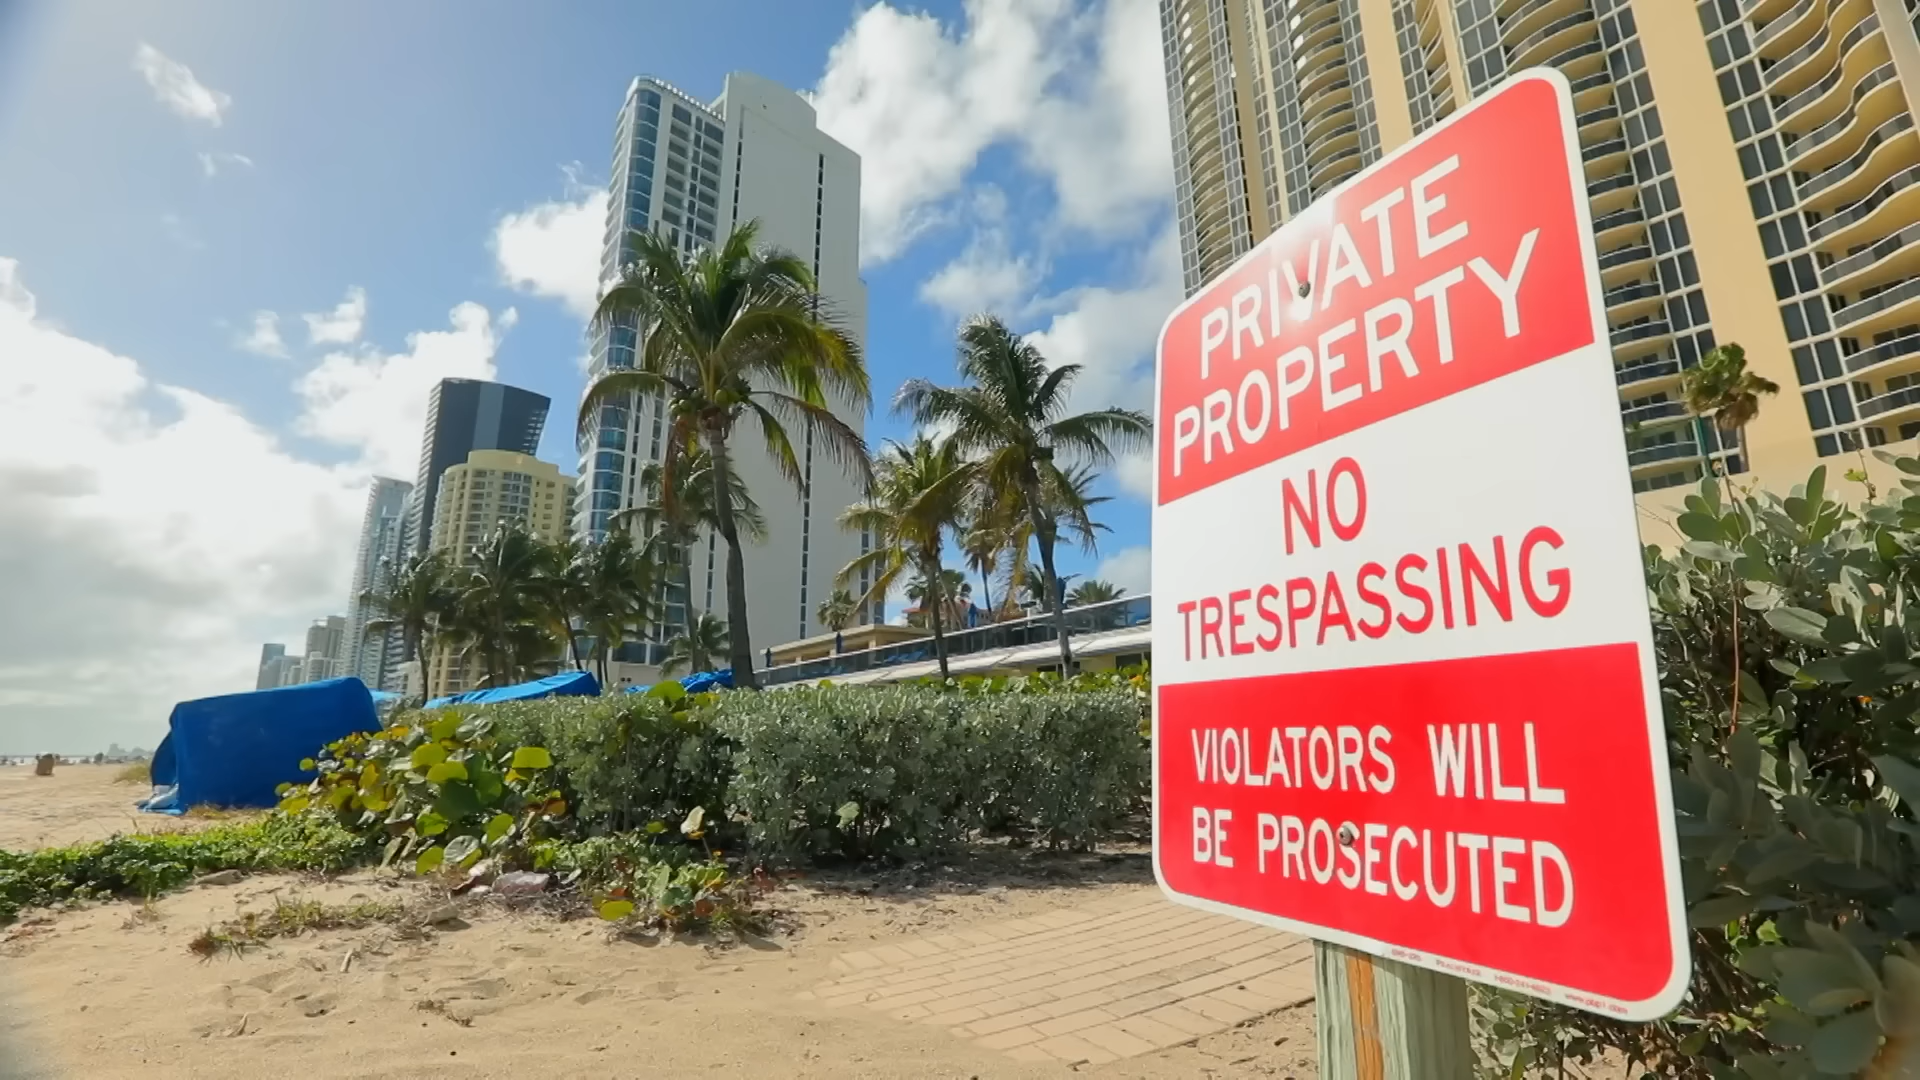 PRIVATE
PROPERTY
NO
TRESPASSING
VIOLATORS WILL
BE PROSECUTED